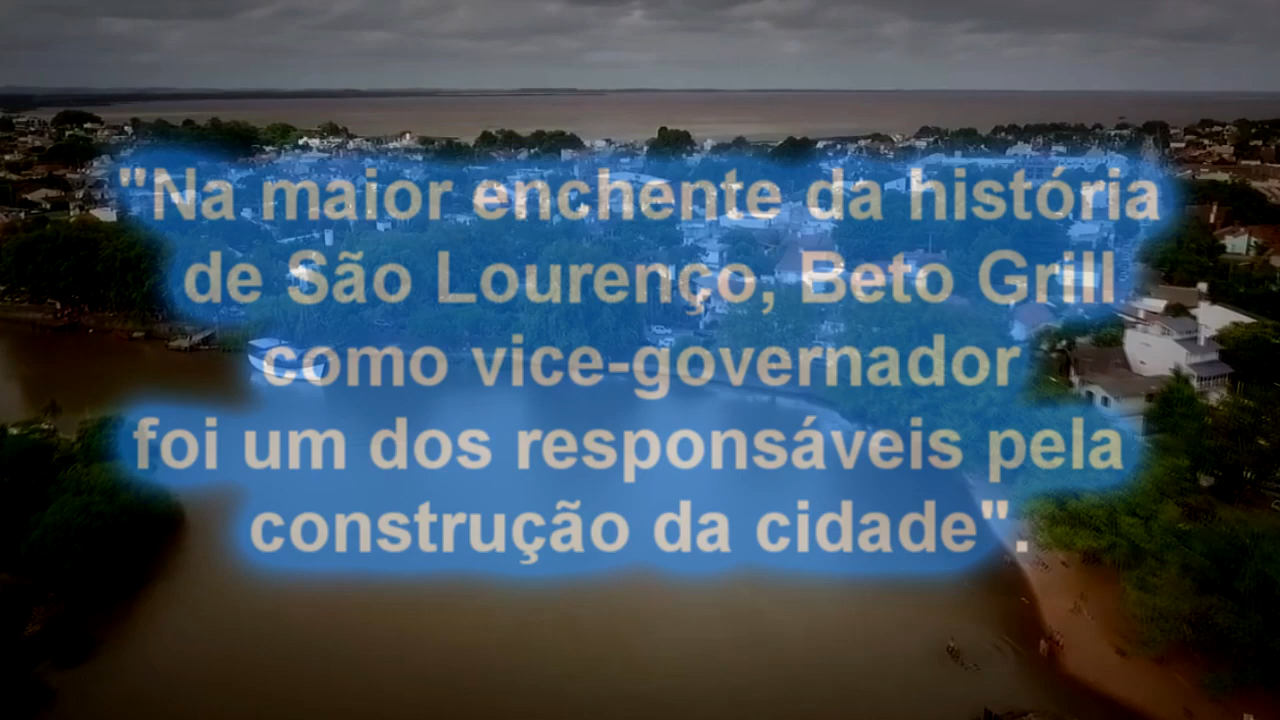 "Na maior enchente da história
de São Lourenço, Beto Grill
como vice-governador
foi um dos responsáveis pela
construção da cidade".